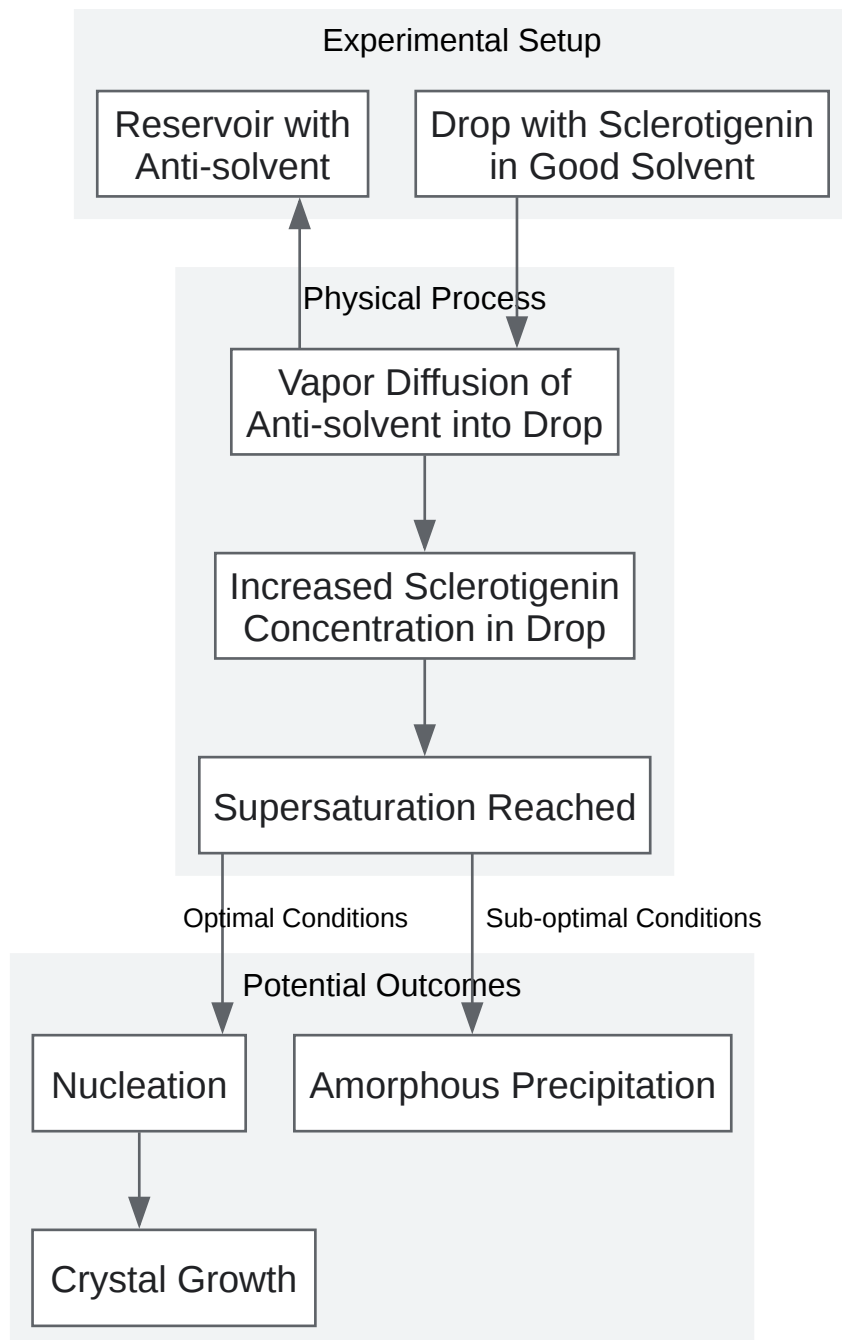 Experimental Setup
Reservoir with
Anti-solvent
Drop with Sclerotigenin
in Good Solvent
Physical Process
Vapor Diffusion of
Anti-solvent into Drop
Increased Sclerotigenin
Concentration in Drop
Supersaturation Reached
Optimal Conditions
Sub-optimal Conditions
Potential Outcomes
Nucleation
Amorphous Precipitation
Crystal Growth